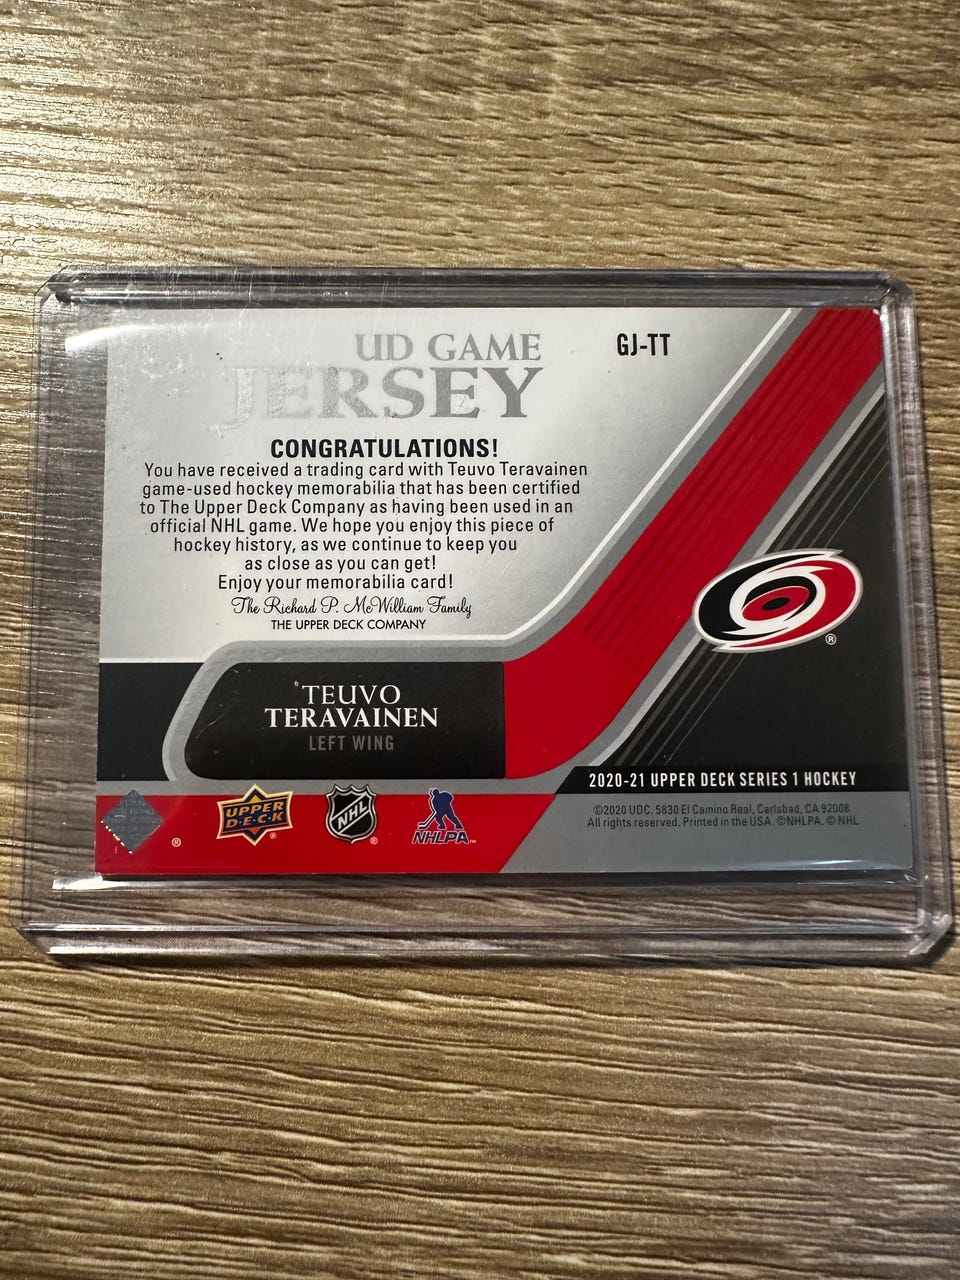 UD GAME
JERSEY
GJ-TT
CONGRATULATIONS!
You have received a trading card with Teuvo Teravainen
game-used hockey memorabilia that has been certified
to The Upper Deck Company as having been used in an
official NHL game. We hope you enjoy this piece of
hockey history, as we continue to keep you
as close as you can get!
Enjoy your memorabilia card!
The Richard P. McWilliam Family
THE UPPER DECK COMPANY
®
TEUVO
TERAVAINEN
LEFT WING
2020-21 UPPER DECK SERIES 1 HOCKEY
©2020 UDC. 5830 El Camino Real, Carlsbad, CA 92008.
All rights reserved. Printed in the USA. ©NHLPA. © NHL.
®
UPPER
D·E·C·K
®
NHL
®
NHLPA™